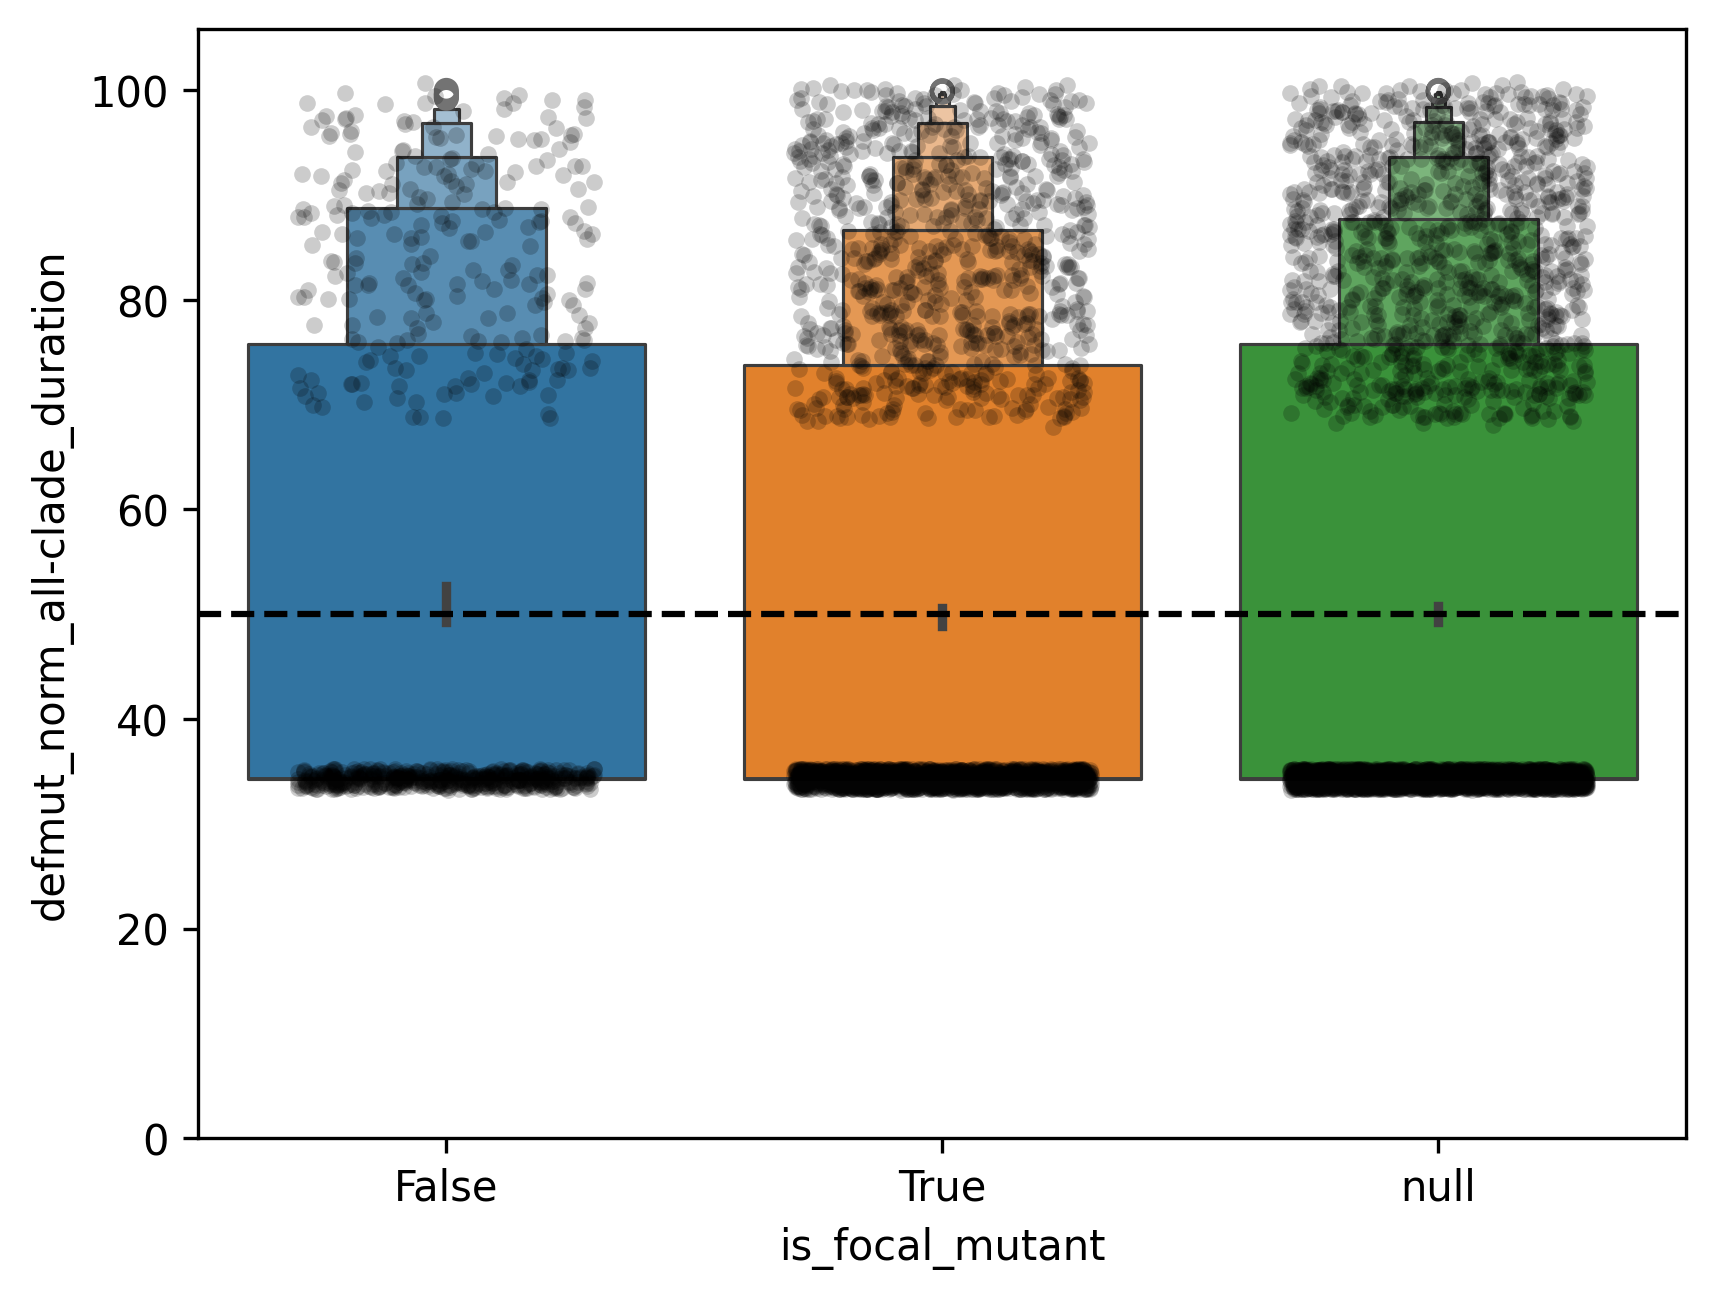 defmut_norm_all-clade_duration
100
80
60
40
20
0
False
True
null
is_focal_mutant